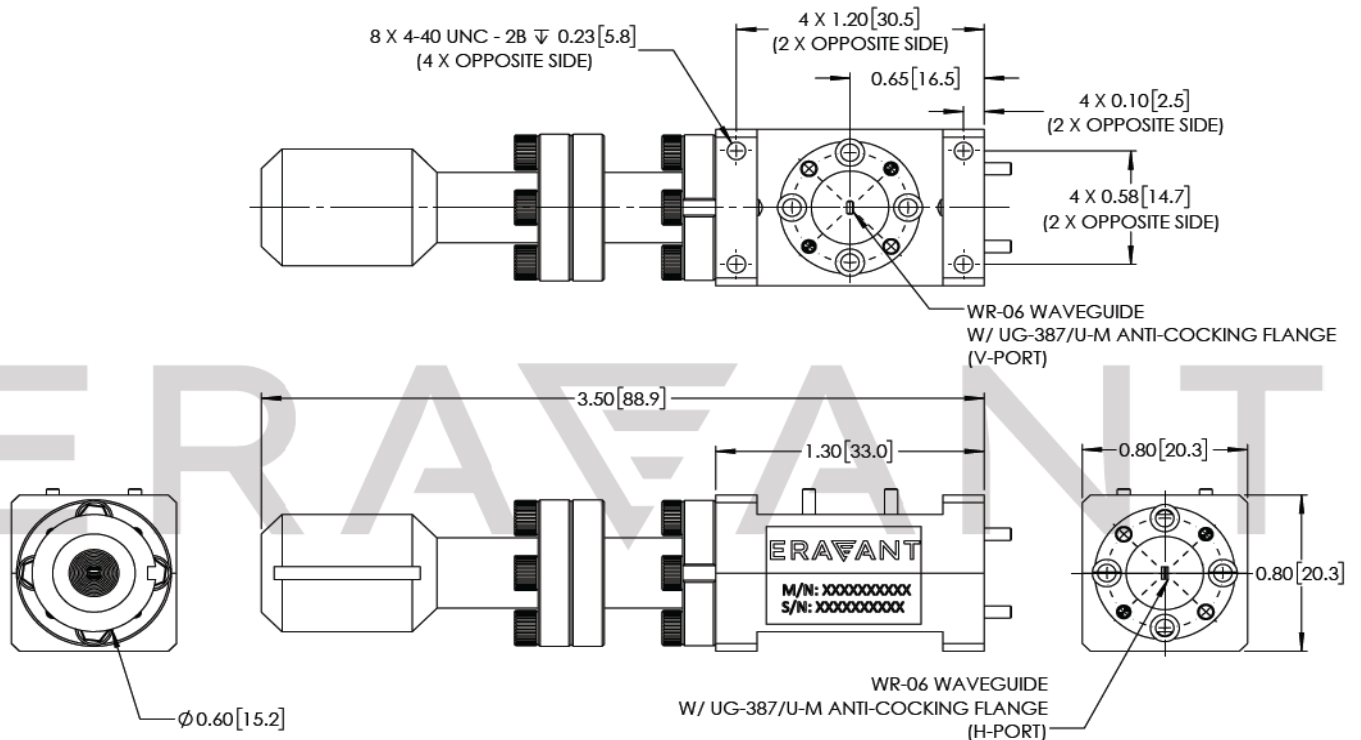 8 X 4-40 UNC - 2B ↧ 0.23[5.8]
(4 X OPPOSITE SIDE)
4 X 1.20[30.5]
(2 X OPPOSITE SIDE)
0.65[16.5]
4 X 0.10[2.5]
(2 X OPPOSITE SIDE)
4 X 0.58[14.7]
(2 X OPPOSITE SIDE)
WR-06 WAVEGUIDE
W/ UG-387/U-M ANTI-COCKING FLANGE
(V-PORT)
ERAVANT
3.50[88.9]
1.30[33.0]
0.80[20.3]
ERAVANT
M/N: XXXXXXXXXX
S/N: XXXXXXXXXX
0.80[20.3]
WR-06 WAVEGUIDE
W/ UG-387/U-M ANTI-COCKING FLANGE
(H-PORT)
Ø0.60[15.2]